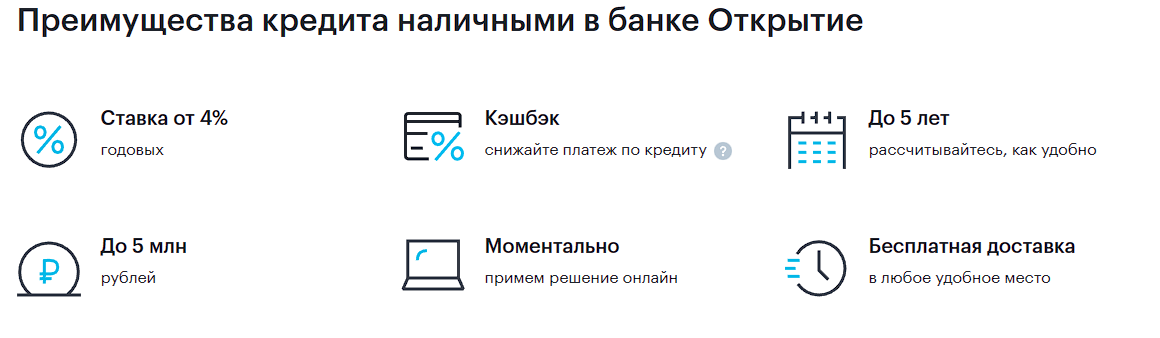 Преимущества кредита наличными в банке Открытие
Ставка от 4%
годовых
Кэшбэк
снижайте платеж по кредиту ?
До 5 лет
рассчитывайтесь, как удобно
До 5 млн
рублей
Моментально
примем решение онлайн
Бесплатная доставка
в любое удобное место